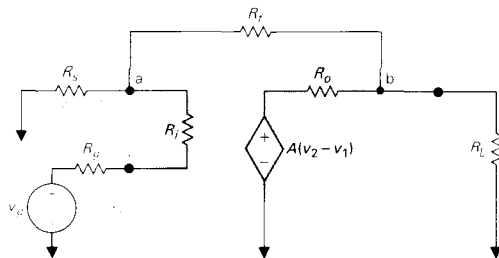 R_f
R_s
a
R_o
b
R_i
A(v_2 − v_1)
R_L
R_g
v_g
+
−